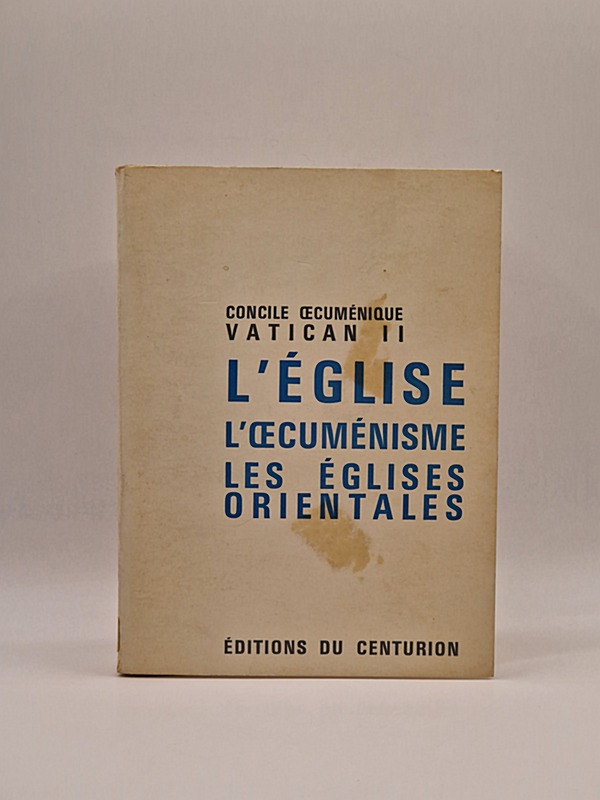 CONCILE ŒCUMÉNIQUE
VATICAN II
L'ÉGLISE
L'ŒCUMÉNISME
LES ÉGLISES
ORIENTALES
ÉDITIONS DU CENTURION